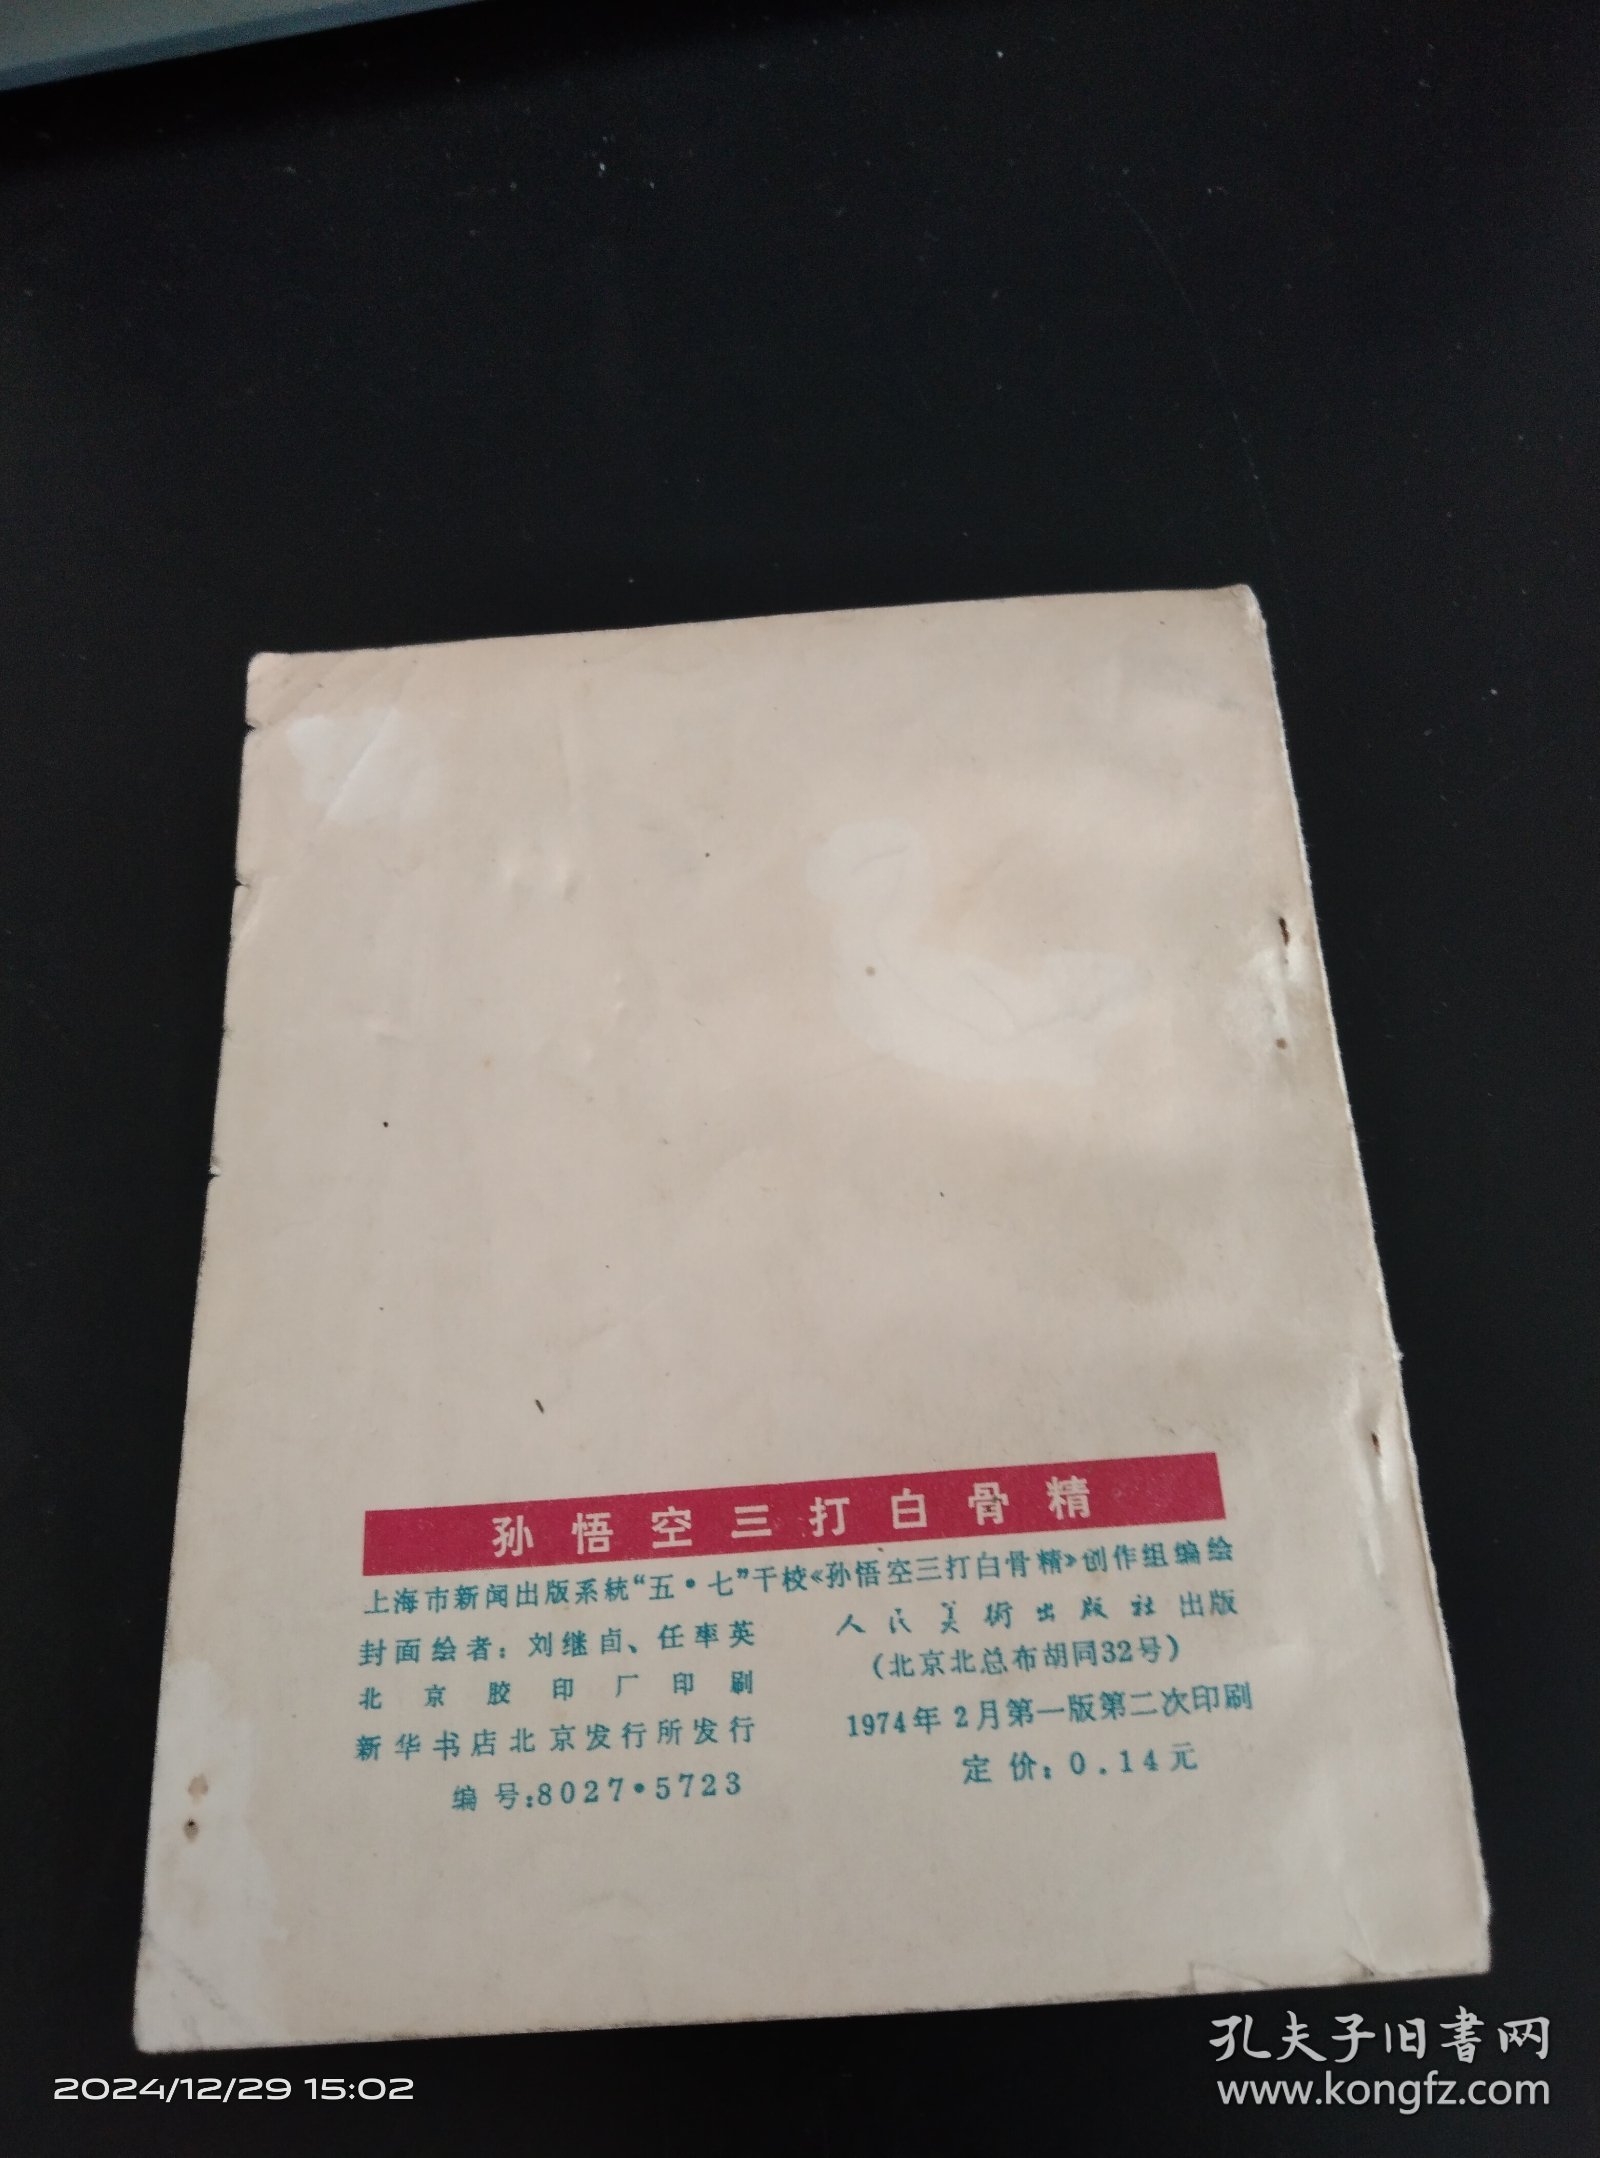 孙悟空三打白骨精
上海市新闻出版系统“五·七”干校《孙悟空三打白骨精》创作组编绘
封面绘者：刘继卣、任率英
北京胶印厂印刷
新华书店北京发行所发行
编号:8027·5723
人民美術出版社 出版
(北京北总布胡同32号)
1974年2月第一版第二次印刷
定价：0.14元
孔夫子旧書网
www.kongfz.com
2024/12/29 15:02